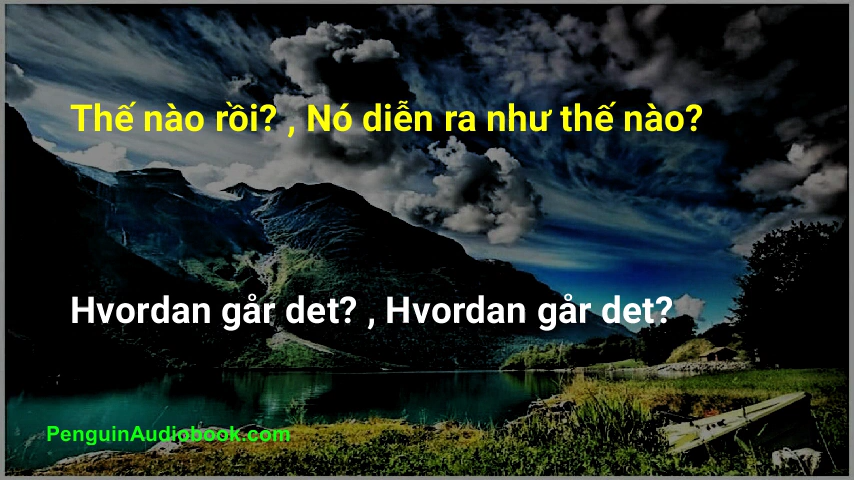 Thế nào rồi? , Nó diễn ra như thế nào?
Hvordan går det? , Hvordan går det?
PenguinAudiobook.com